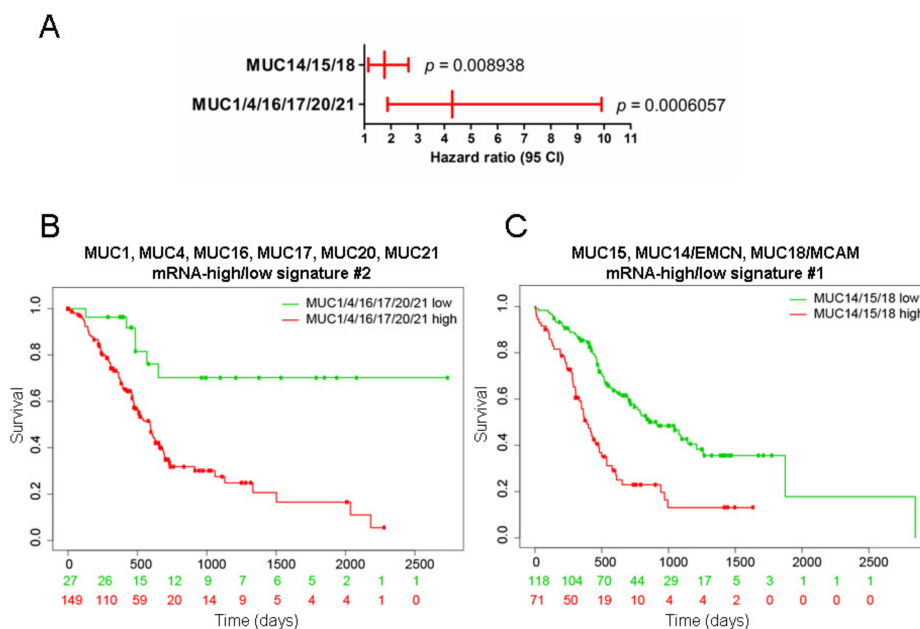 A
MUC14/15/18
p = 0.008938
MUC1/4/16/17/20/21
p = 0.0006057
1 2 3 4 5 6 7 8 9 10 11
Hazard ratio (95 CI)
B
MUC1, MUC4, MUC16, MUC17, MUC20, MUC21
mRNA-high/low signature #2
MUC1/4/16/17/20/21 low
MUC1/4/16/17/20/21 high
Survival
1.0
0.8
0.6
0.4
0.2
0.0
0 500 1000 1500 2000 2500
27 26 15 12 9 7 6 5 2 1 1
149 110 59 20 14 9 5 4 4 1 0
Time (days)
C
MUC15, MUC14/EMCN, MUC18/MCAM
mRNA-high/low signature #1
MUC14/15/18 low
MUC14/15/18 high
Survival
1.0
0.8
0.6
0.4
0.2
0.0
0 500 1000 1500 2000 2500
118 104 70 44 29 17 5 3 1 1 1
71 50 19 10 4 4 2 0 0 0 0
Time (days)